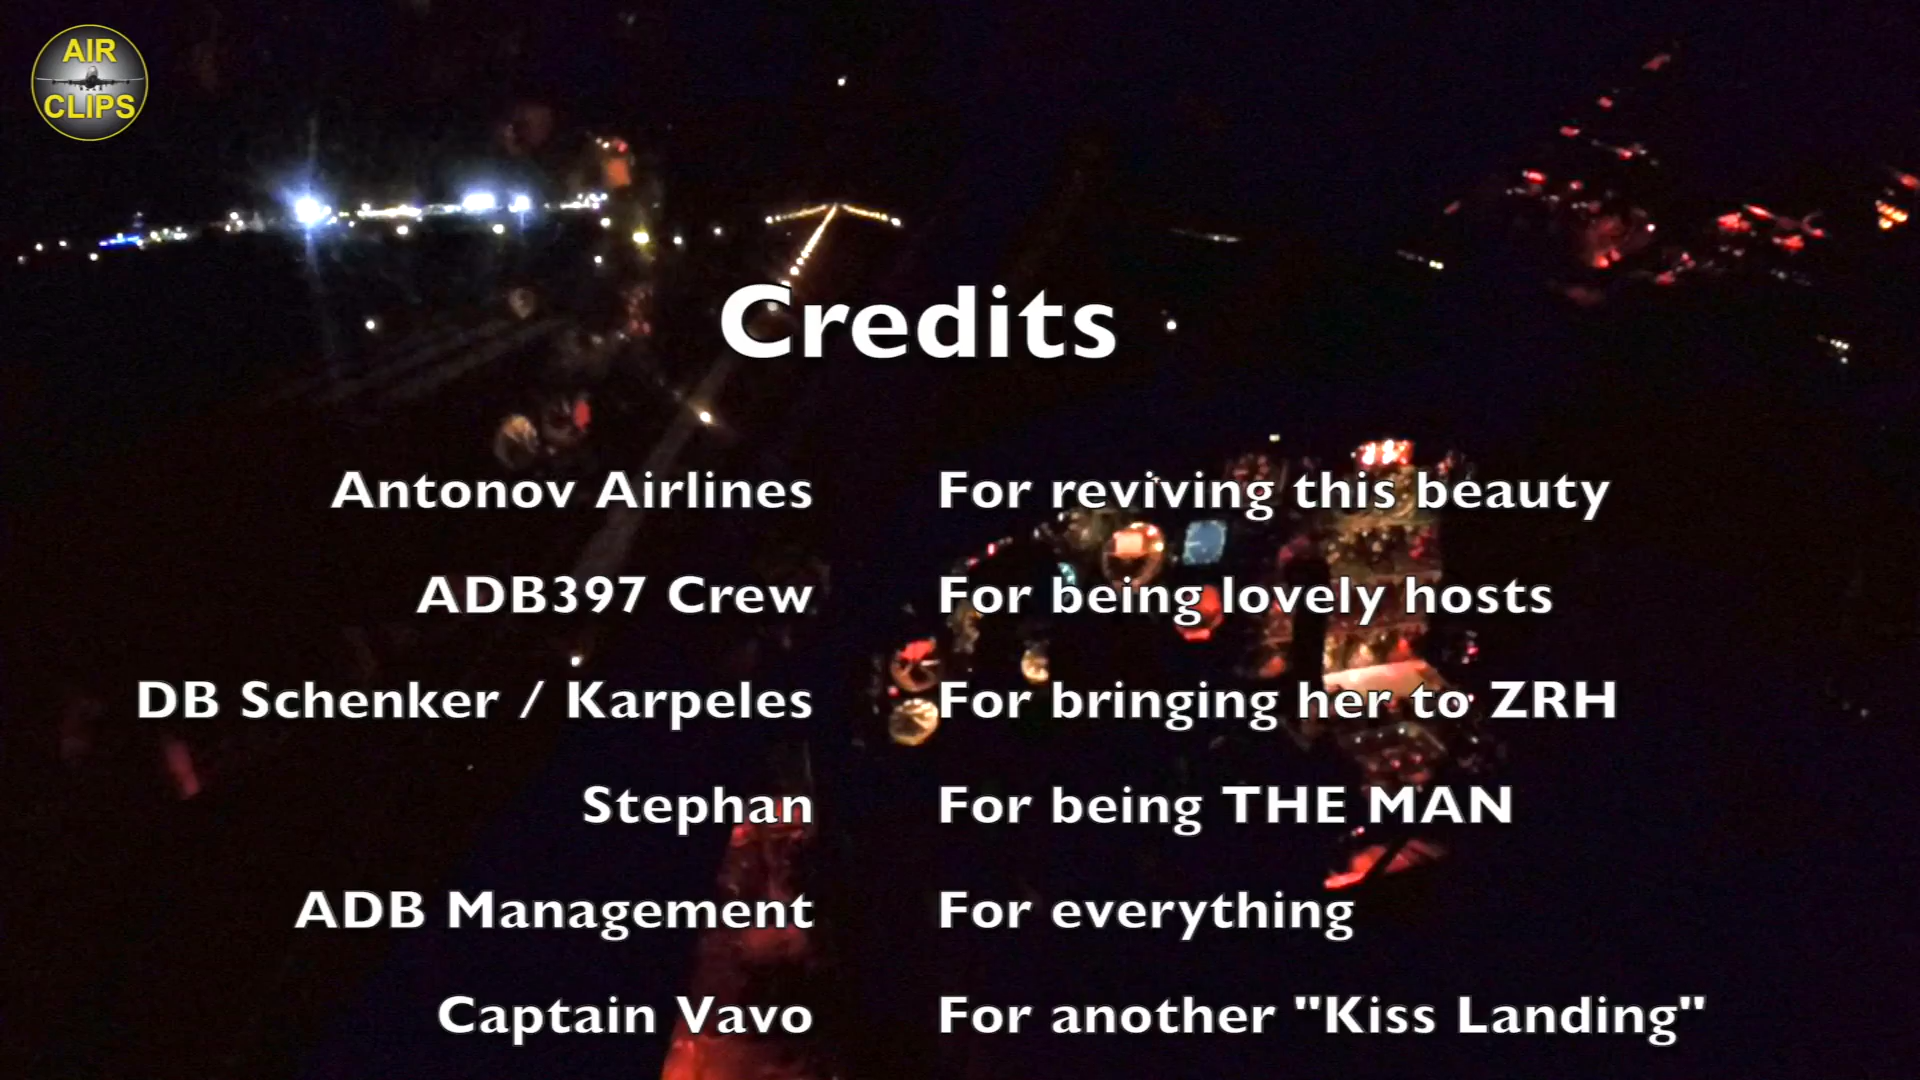 AIR
CLIPS
Credits
Antonov Airlines For reviving this beauty
ADB397 Crew For being lovely hosts
DB Schenker / Karpeles For bringing her to ZRH
Stephan For being THE MAN
ADB Management For everything
Captain Vavo For another "Kiss Landing"